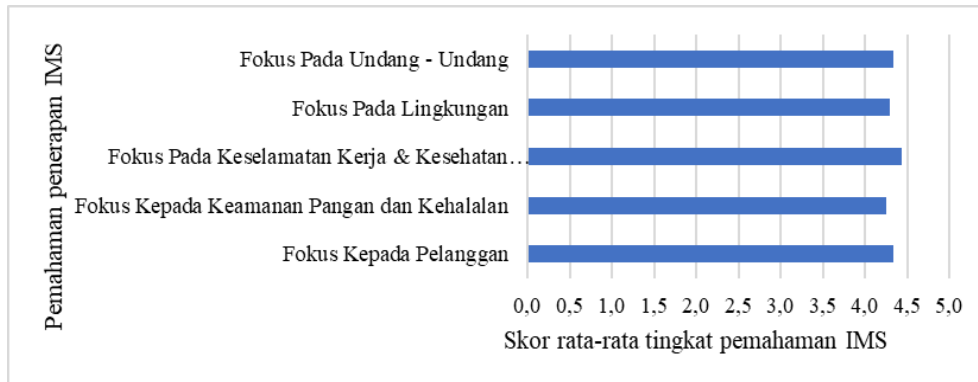 Pemahaman penerapan IMS
Fokus Pada Undang - Undang
Fokus Pada Lingkungan
Fokus Pada Keselamatan Kerja & Kesehatan…
Fokus Kepada Keamanan Pangan dan Kehalalan
Fokus Kepada Pelanggan
0,0 0,5 1,0 1,5 2,0 2,5 3,0 3,5 4,0 4,5 5,0
Skor rata-rata tingkat pemahaman IMS